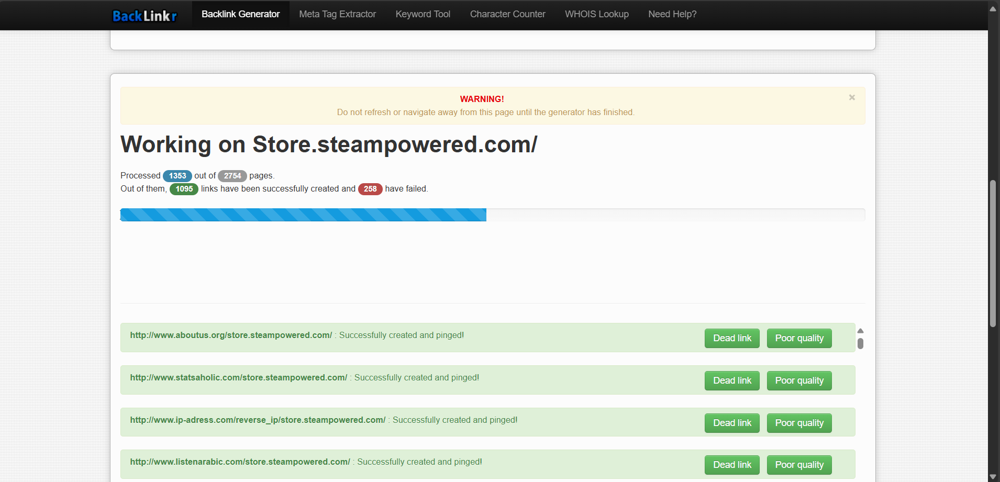 BackLinkr Backlink Generator Meta Tag Extractor Keyword Tool Character Counter WHOIS Lookup Need Help?
WARNING! ×
Do not refresh or navigate away from this page until the generator has finished.
Working on Store.steampowered.com/
Processed 1353 out of 2754 pages.
Out of them, 1095 links have been successfully created and 258 have failed.
http://www.aboutus.org/store.steampowered.com/ : Successfully created and pinged! Dead link Poor quality
http://www.statsaholic.com/store.steampowered.com/ : Successfully created and pinged! Dead link Poor quality
http://www.ip-adress.com/reverse_ip/store.steampowered.com/ : Successfully created and pinged! Dead link Poor quality
http://www.listenarabic.com/store.steampowered.com/ : Successfully created and pinged! Dead link Poor quality